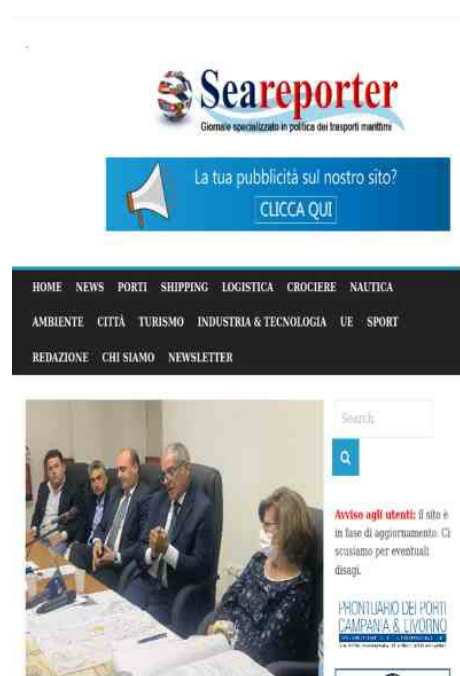 Seareporter
Giornale specializzato in politica dei trasporti marittimi
La tua pubblicità sul nostro sito?
CLICCA QUI
HOME NEWS PORTI SHIPPING LOGISTICA CROCIERE NAUTICA
AMBIENTE CITTÀ TURISMO INDUSTRIA & TECNOLOGIA UE SPORT
REDAZIONE CHI SIAMO NEWSLETTER
Search
Avviso agli utenti: il sito è
in fase di aggiornamento. Ci
scusiamo per eventuali
disagi.
PRONTUARIO DEI PORTI
CAMPANIA & LIVORNO